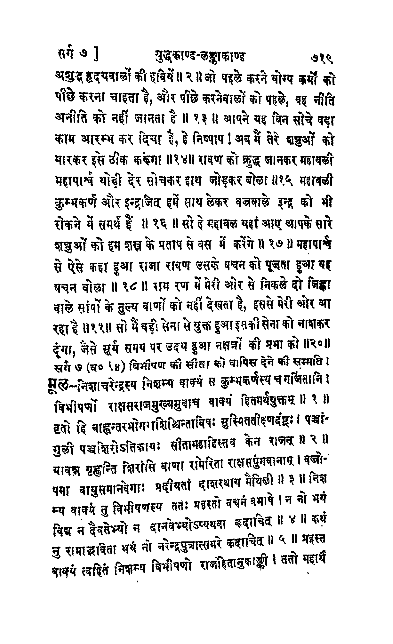 सर्ग ७ ] युद्धकाण्ड-लङ्काकाण्ड ७१९
अशुद्ध हृदयवालों की हवियें ॥ २ ॥ जो पहले करने योग्य कर्मों को
पीछे करना चाहता है, और पीछे करनेवालों को पहले, वह नीति
अनीति को नहीं जानता है ॥ १३ ॥ आपने यह बिन सोचे बड़ा
काम आरम्भ कर दिया है, हे निष्पाप ! अब मैं तेरे शत्रुओं को
मारकर इसे ठीक करूंगा ॥१४॥ रावण को क्रुद्ध जानकर महाबली
महापार्श्व थोड़ी देर सोचकर हाथ जोड़कर बोला ॥१५ महाबली
कुम्भकर्ण और इन्द्रजित् हमें साथ लेकर वज्रवाले इन्द्र को भी
रोकने में समर्थ हैं ॥ १६ ॥ सो हे महाबल यहां आए आपके सारे
शत्रुओं को हम शस्त्र के प्रताप से वस में करेंगे ॥ १७ ॥ महापार्श्व
से ऐसे कहा हुआ राजा रावण उसके वचन को पूजता हुआ यह
वचन बोला ॥ १८ ॥ राम रण में मेरी ओर से निकले दो जिह्वा
वाले सांपों के तुल्य बाणों को नहीं देखता है, इससे मेरी ओर आ
रहा है ॥१९॥ सो मैं बड़ी सेना से युक्त हुआ इसकी सेना को नाशकर
दूंगा, जैसे सूर्य समय पर उदय हुआ नक्षत्रों की प्रभा को ॥२०॥
सर्ग ७ (व० १४) विभीषण की सीता को वापिस देने की सम्मति।
मूल-निशाचरेन्द्रस्य निशम्य वाक्यं स कुम्भकर्णस्य च गर्जितानि।
विभीषणो राक्षसराजमुख्यमुवाच वाक्यं हितमर्थयुक्तम् ॥ १ ॥
वृतो हि बाह्वन्तरभोगराशिश्चिन्ताविषः सुस्मिततीक्ष्णदंष्ट्रः। पञ्चां-
गुली पञ्चशिरोऽतिकायः सीतामहाहिस्तव केन राजन् ॥ २ ॥
यावन्न गृह्णन्ति शिरांसि बाणा रामेरिता राक्षसपुंगवानाम्। वज्रो-
पमा वायुसमानवेगाः प्रदीयतां दाशरथाय मैथिली ॥ ३ ॥ निश
म्य वाक्यं तु विभीषणस्य ततः प्रहस्तो वचनं बभाषे। न नो भयं
विद्म न दैवतेभ्यो न दानवेभ्योऽप्यथवा कदाचित् ॥ ४ ॥ कथं
नु रामाद्भविता भयं नो नरेन्द्रपुत्रात्समरे कदाचित् ॥ ५ ॥ प्रहस्त
वाक्यं त्वहितं निशम्य विभीषणो राजहितानुकाङ्क्षी। ततो महार्थं